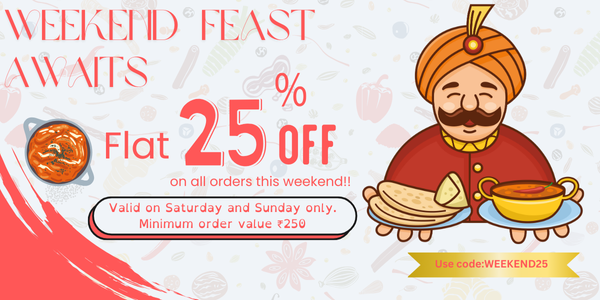 WEEKEND FEAST
AWAITS
Flat 25% OFF
on all orders this weekend!!
Valid on Saturday and Sunday only.
Minimum order value ₹250
Use code:WEEKEND25